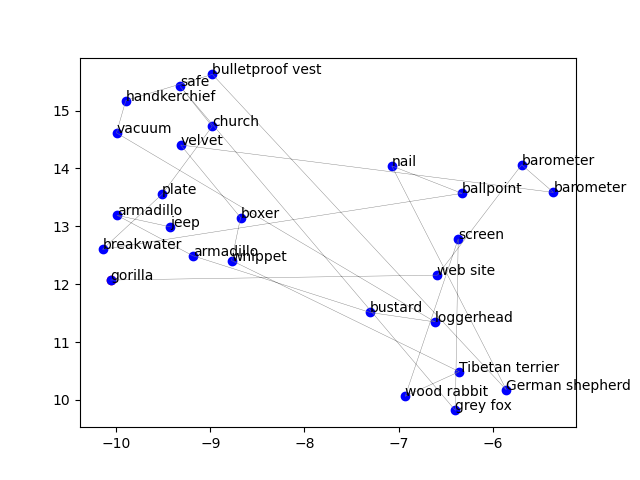 bulletproof vest
safe
handkerchief
church
vacuum
velvet
nail
barometer
plate
ballpoint
barometer
armadillo
jeep
boxer
screen
breakwater
armadillo
whippet
gorilla
web site
bustard
loggerhead
Tibetan terrier
German shepherd
wood rabbit
grey fox
15
14
13
12
11
10
−10
−9
−8
−7
−6